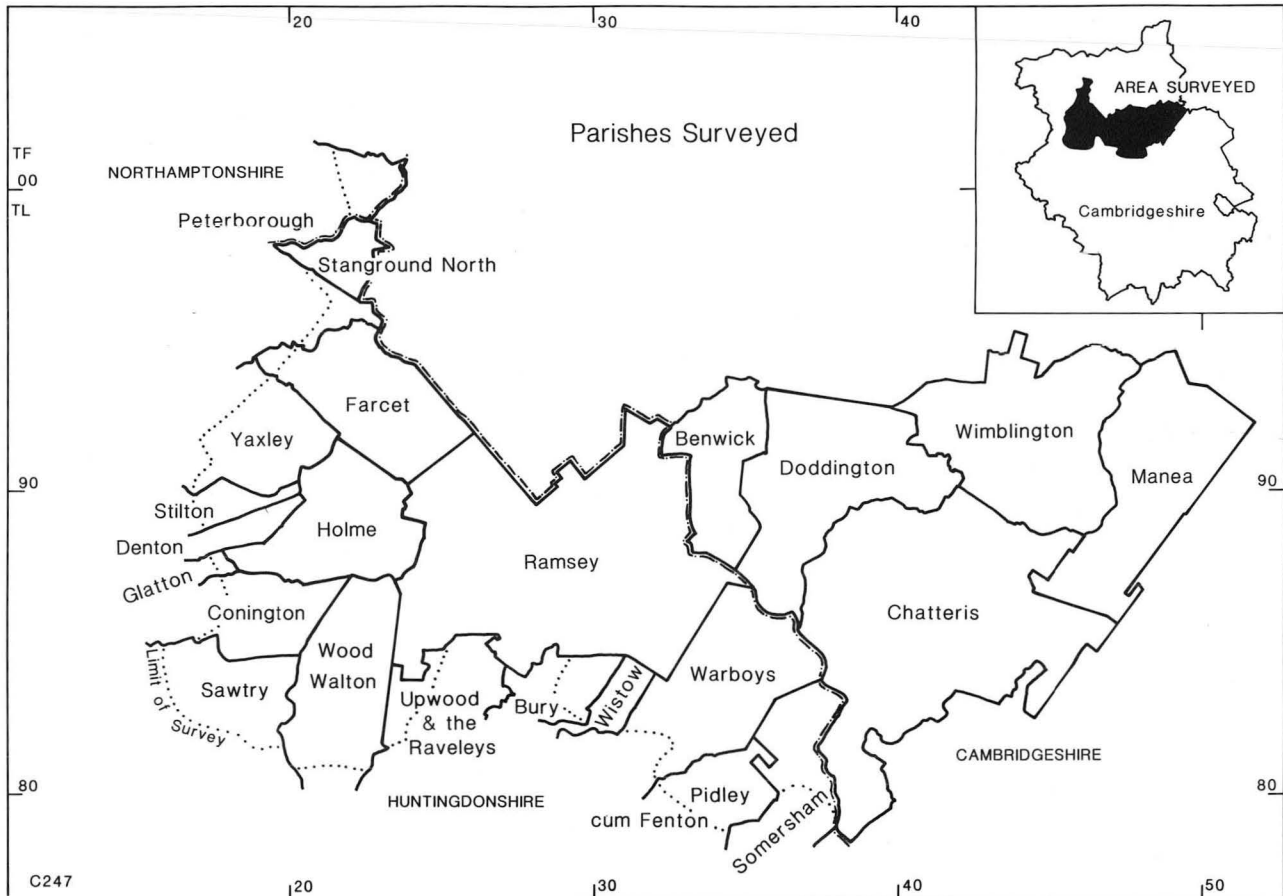 20
30
40
AREA SURVEYED
Parishes Surveyed
TF
00
TL
NORTHAMPTONSHIRE
Cambridgeshire
Peterborough
Stanground North
Farcet
Yaxley
Benwick
Wimblington
Doddington
Manea
90
90
Stilton
Holme
Denton
Ramsey
Glatton
Conington
Chatteris
Wood
Walton
Limit of Survey
Sawtry
Warboys
Upwood
& the
Raveleys
Bury
Wistow
CAMBRIDGESHIRE
80
80
HUNTINGDONSHIRE
Pidley
cum Fenton
Somersham
C247
20
30
40
50